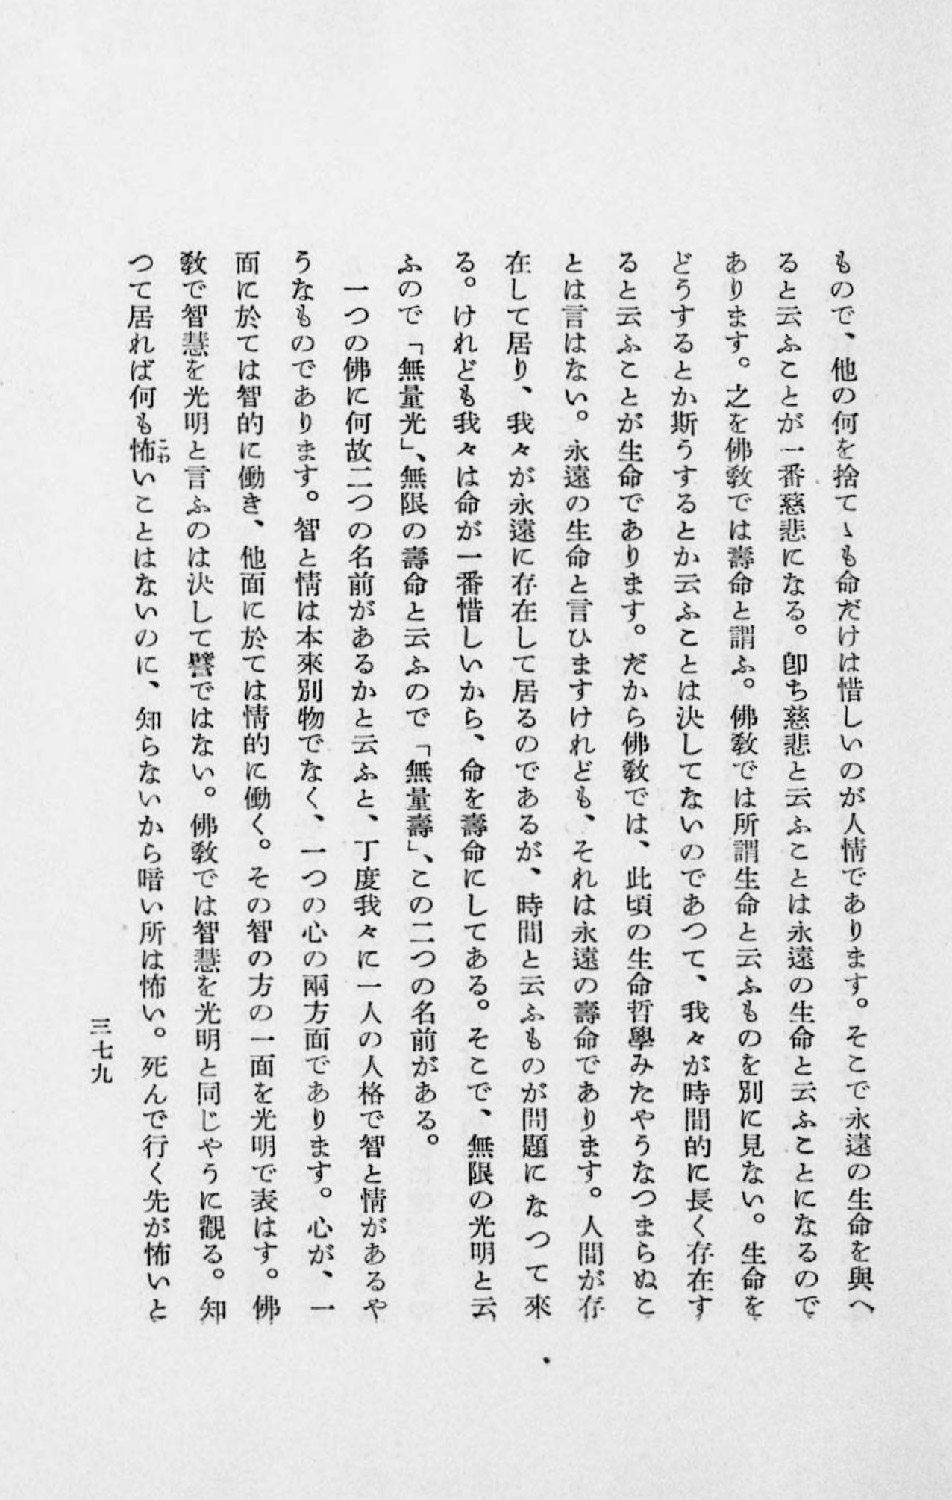 もので、他の何を捨てゝも命だけは惜しいのが人情であります。そこで永遠の生命を與へ
ると云ふことが一番慈悲になる。卽ち慈悲と云ふことは永遠の生命と云ふことになるので
あります。之を佛敎では壽命と謂ふ。佛敎では所謂生命と云ふものを別に見ない。生命を
どうするとか斯うするとか云ふことは決してないのであつて、我々が時間的に長く存在す
ると云ふことが生命であります。だから佛敎では、此頃の生命哲學みたやうなつまらぬこ
とは言はない。永遠の生命と言ひますけれども、それは永遠の壽命であります。人間が存
在して居り、我々が永遠に存在して居るのであるが、時間と云ふものが問題になつて來
る。けれども我々は命が一番惜しいから、命を壽命にしてある。そこで、無限の光明と云
ふので「無量光」、無限の壽命と云ふので「無量壽」、この二つの名前がある。
一つの佛に何故二つの名前があるかと云ふと、丁度我々に一人の人格で智と情があるや
うなものであります。智と情は本來別物でなく、一つの心の兩方面であります。心が、一
面に於ては智的に働き、他面に於ては情的に働く。その智の方の一面を光明で表はす。佛
敎で智慧を光明と言ふのは決して譬ではない。佛敎では智慧を光明と同じやうに觀る。知
つて居れば何も怖いことはないのに、知らないから暗い所は怖い。死んで行く先が怖いと
こわ
三七九